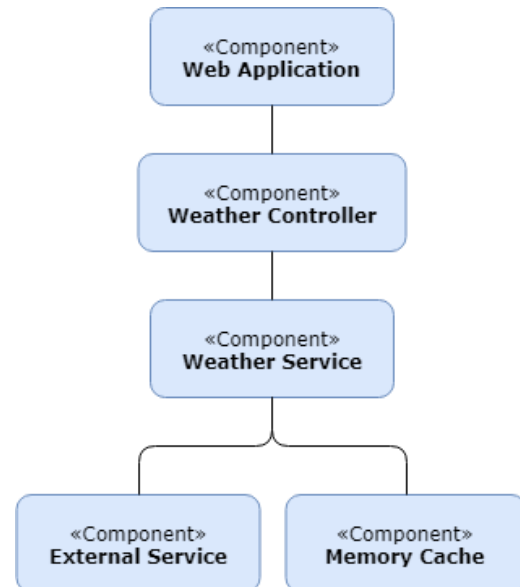 «Component»
Web Application
«Component»
Weather Controller
«Component»
Weather Service
«Component»
External Service
«Component»
Memory Cache